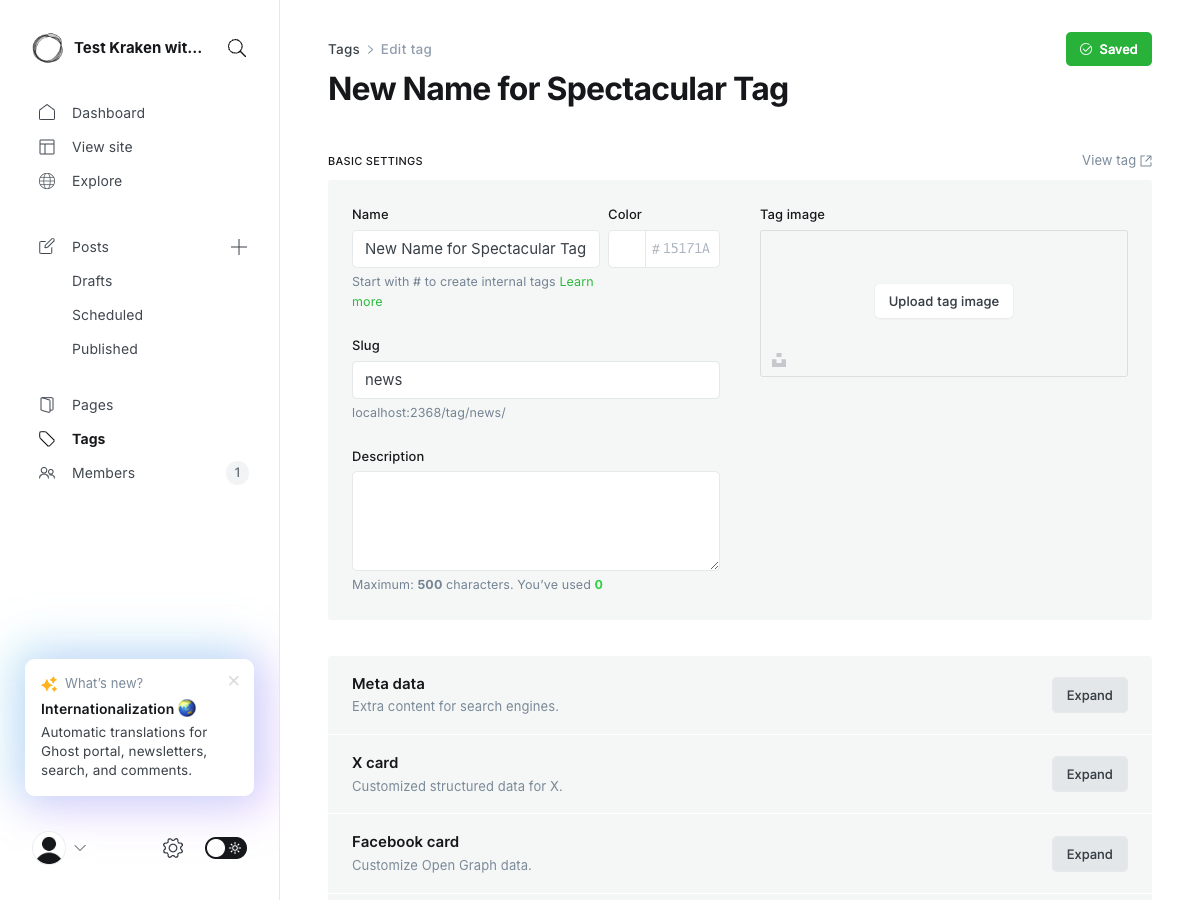 Test Kraken wit...
Dashboard
View site
Explore
Posts
Drafts
Scheduled
Published
Pages
Tags
Members
1
What's new?
Internationalization
Automatic translations for
Ghost portal, newsletters,
search, and comments.
Tags
Edit tag
Saved
New Name for Spectacular Tag
BASIC SETTINGS
View tag
Name
New Name for Spectacular Tag
Start with # to create internal tags Learn
more
Color
# 15171A
Slug
news
localhost:2368/tag/news/
Description
Maximum: 500 characters. You’ve used 0
Tag image
Upload tag image
Meta data
Extra content for search engines.
Expand
X card
Customized structured data for X.
Expand
Facebook card
Customize Open Graph data.
Expand